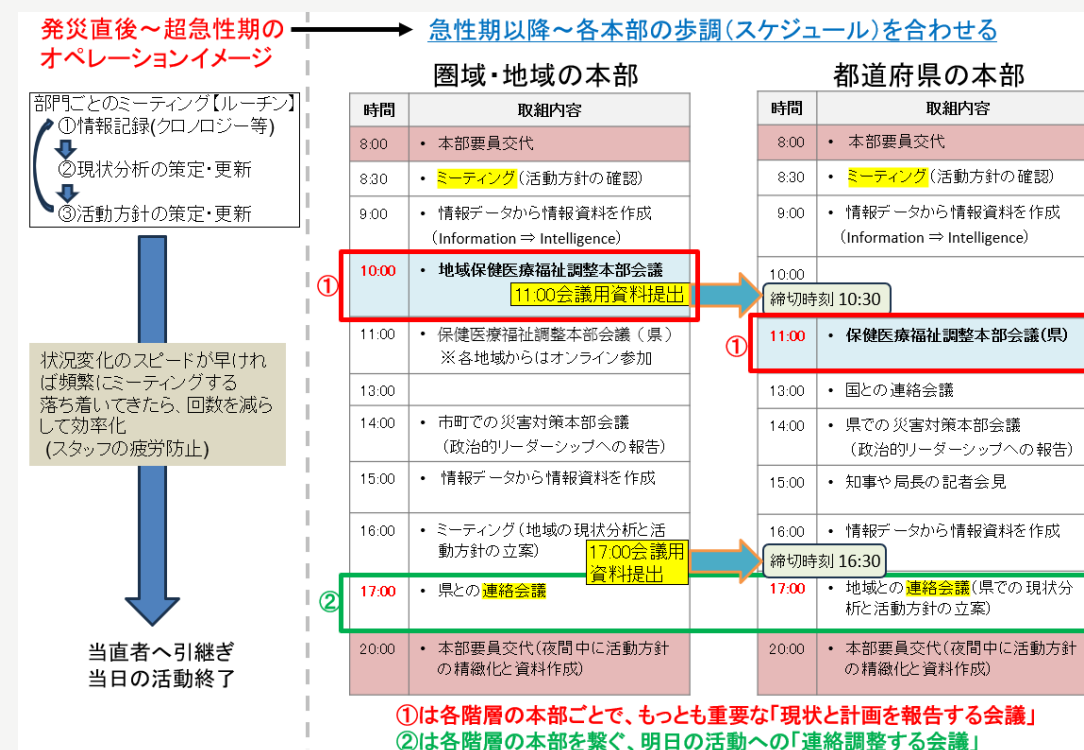 発災直後～超急性期の
オペレーションイメージ
急性期以降～各本部の歩調(スケジュール)を合わせる
部門ごとのミーティング【ルーチン】
①情報記録(クロノロジー等)
②現状分析の策定・更新
③活動方針の策定・更新
状況変化のスピードが早けれ
ば頻繁にミーティングする
落ち着いてきたら、回数を減ら
して効率化
(スタッフの疲労防止)
当直者へ引継ぎ
当日の活動終了
圏域・地域の本部
時間 取組内容
8:00 • 本部要員交代
8:30 • ミーティング(活動方針の確認)
9:00 • 情報データから情報資料を作成
(Information ⇒ Intelligence)
① 10:00 • 地域保健医療福祉調整本部会議
11:00会議用資料提出
11:00 • 保健医療福祉調整本部会議(県)
※各地域からはオンライン参加
13:00
14:00 • 市町での災害対策本部会議
(政治的リーダーシップへの報告)
15:00 • 情報データから情報資料を作成
16:00 • ミーティング(地域の現状分析と活
動方針の立案)
17:00会議用
資料提出
② 17:00 • 県との連絡会議
20:00 • 本部要員交代(夜間中に活動方針
の精緻化と資料作成)
都道府県の本部
時間 取組内容
8:00 • 本部要員交代
8:30 • ミーティング(活動方針の確認)
9:00 • 情報データから情報資料を作成
(Information ⇒ Intelligence)
10:00
締切時刻 10:30
① 11:00 • 保健医療福祉調整本部会議(県)
13:00 • 国との連絡会議
14:00 • 県での災害対策本部会議
(政治的リーダーシップへの報告)
15:00 • 知事や局長の記者会見
16:00 • 情報データから情報資料を作成
締切時刻 16:30
17:00 • 地域との連絡会議(県での現状分
析と活動方針の立案)
20:00 • 本部要員交代(夜間中に活動方針
の精緻化と資料作成)
①は各階層の本部ごとで、もっとも重要な「現状と計画を報告する会議」
②は各階層の本部を繋ぐ、明日の活動への「連絡調整する会議」